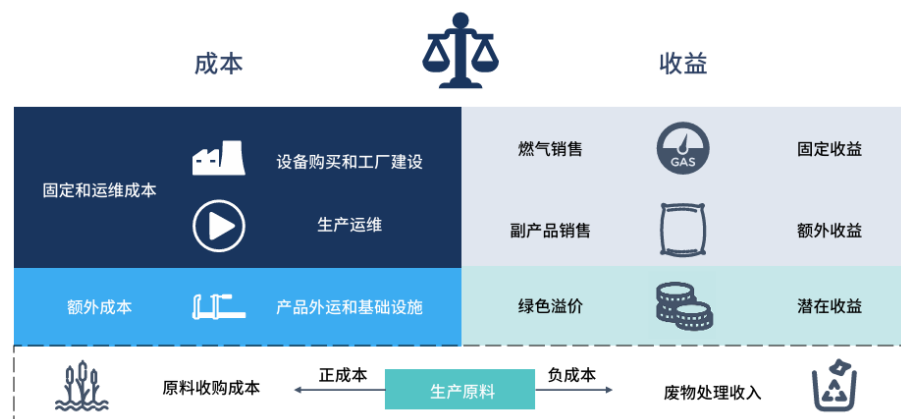 成本
收益
固定和运维成本
设备购买和工厂建设
生产运维
额外成本
产品外运和基础设施
燃气销售
GAS
固定收益
副产品销售
额外收益
绿色溢价
潜在收益
原料收购成本
正成本
生产原料
负成本
废物处理收入